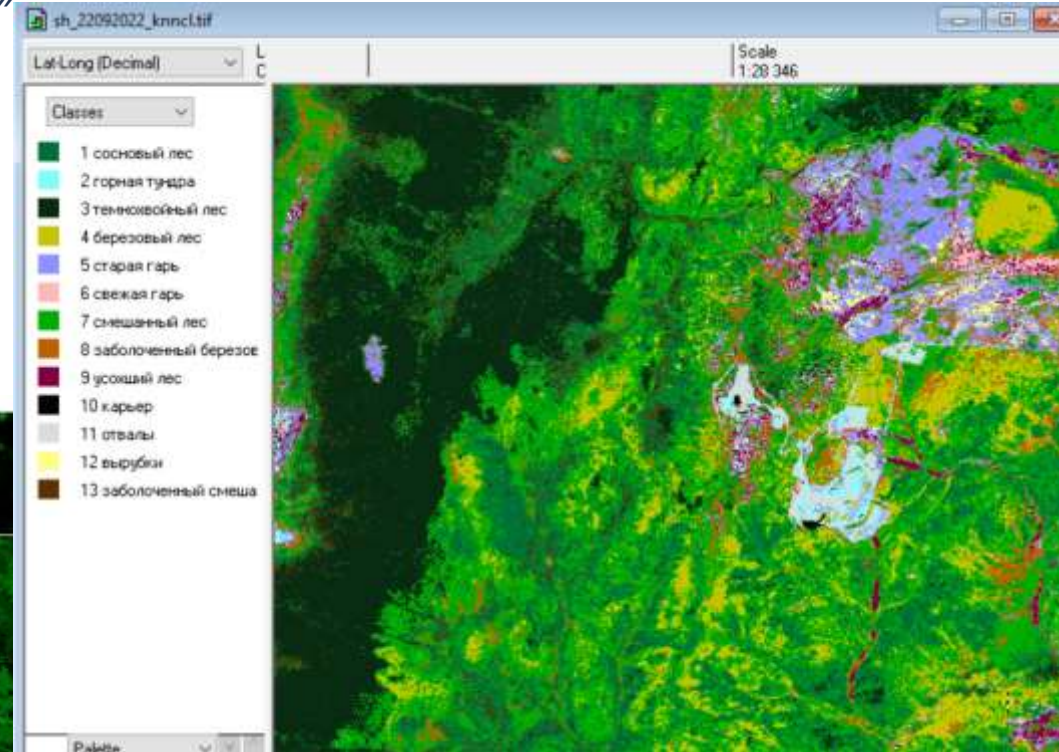 »
sh_22092022_knncl.tif
Lat-Long (Decimal)
L
Scale
1:28 346
Classes
1 сосновый лес
2 горная тундра
3 темнохвойный лес
4 березовый лес
5 старая гарь
6 свежая гарь
7 смешанный лес
8 заболоченный березов
9 усохший лес
10 карьер
11 отвалы
12 вырубки
13 заболоченный смеша
Palette